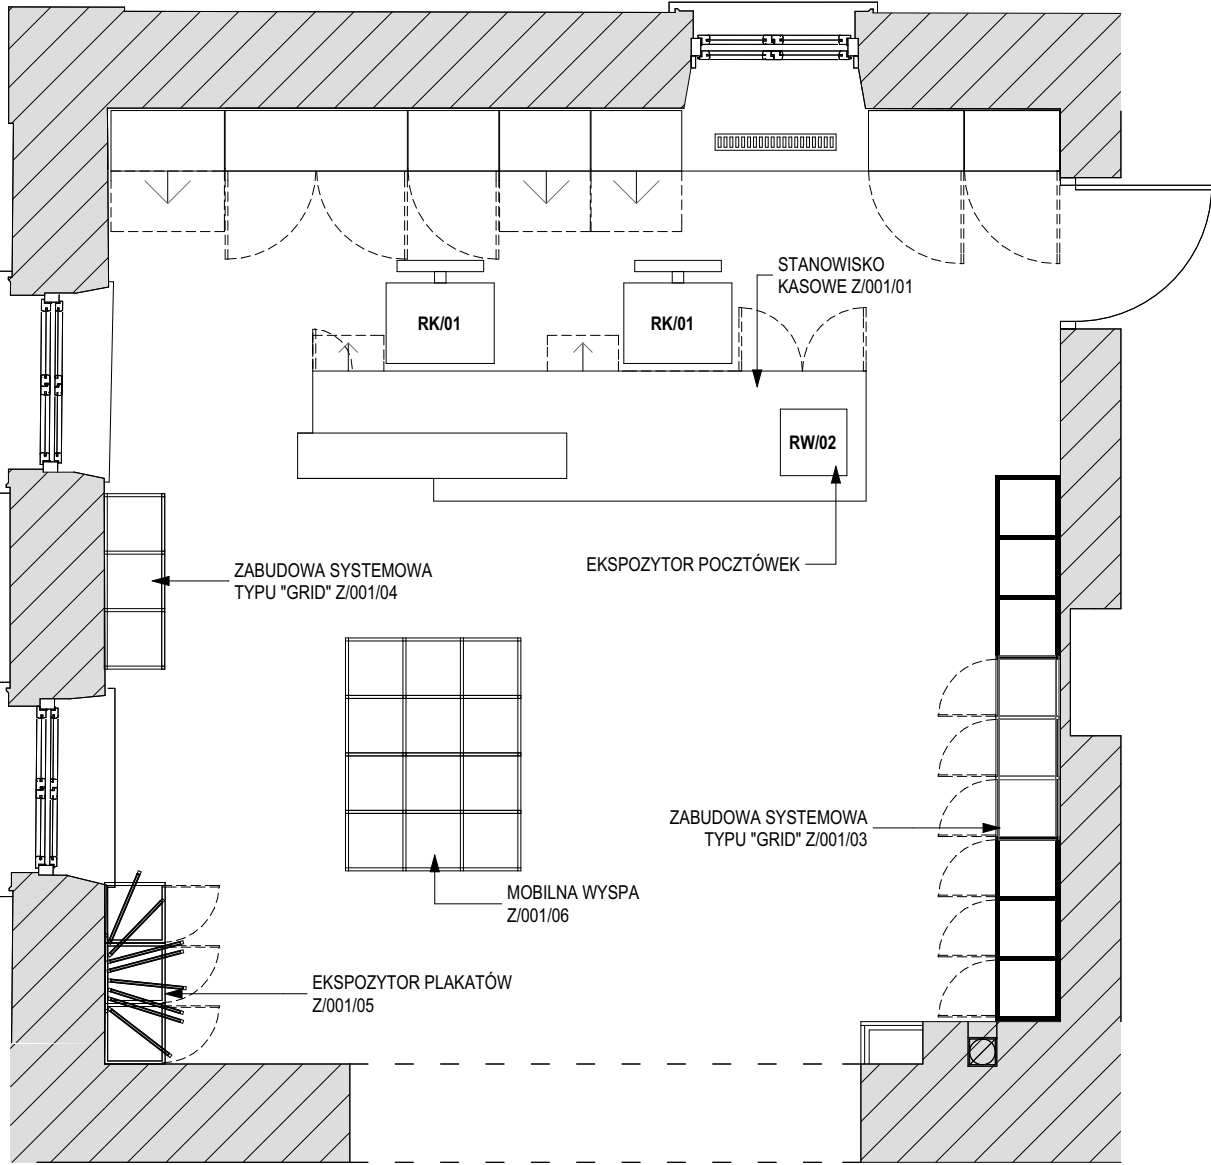 STANOWISKO
KASOWE Z/001/01
RK/01
RK/01
RW/02
EKSPOZYTOR POCZTÓWEK
ZABUDOWA SYSTEMOWA
TYPU "GRID" Z/001/04
ZABUDOWA SYSTEMOWA
TYPU "GRID" Z/001/03
MOBILNA WYSPA
Z/001/06
EKSPOZYTOR PLAKATÓW
Z/001/05